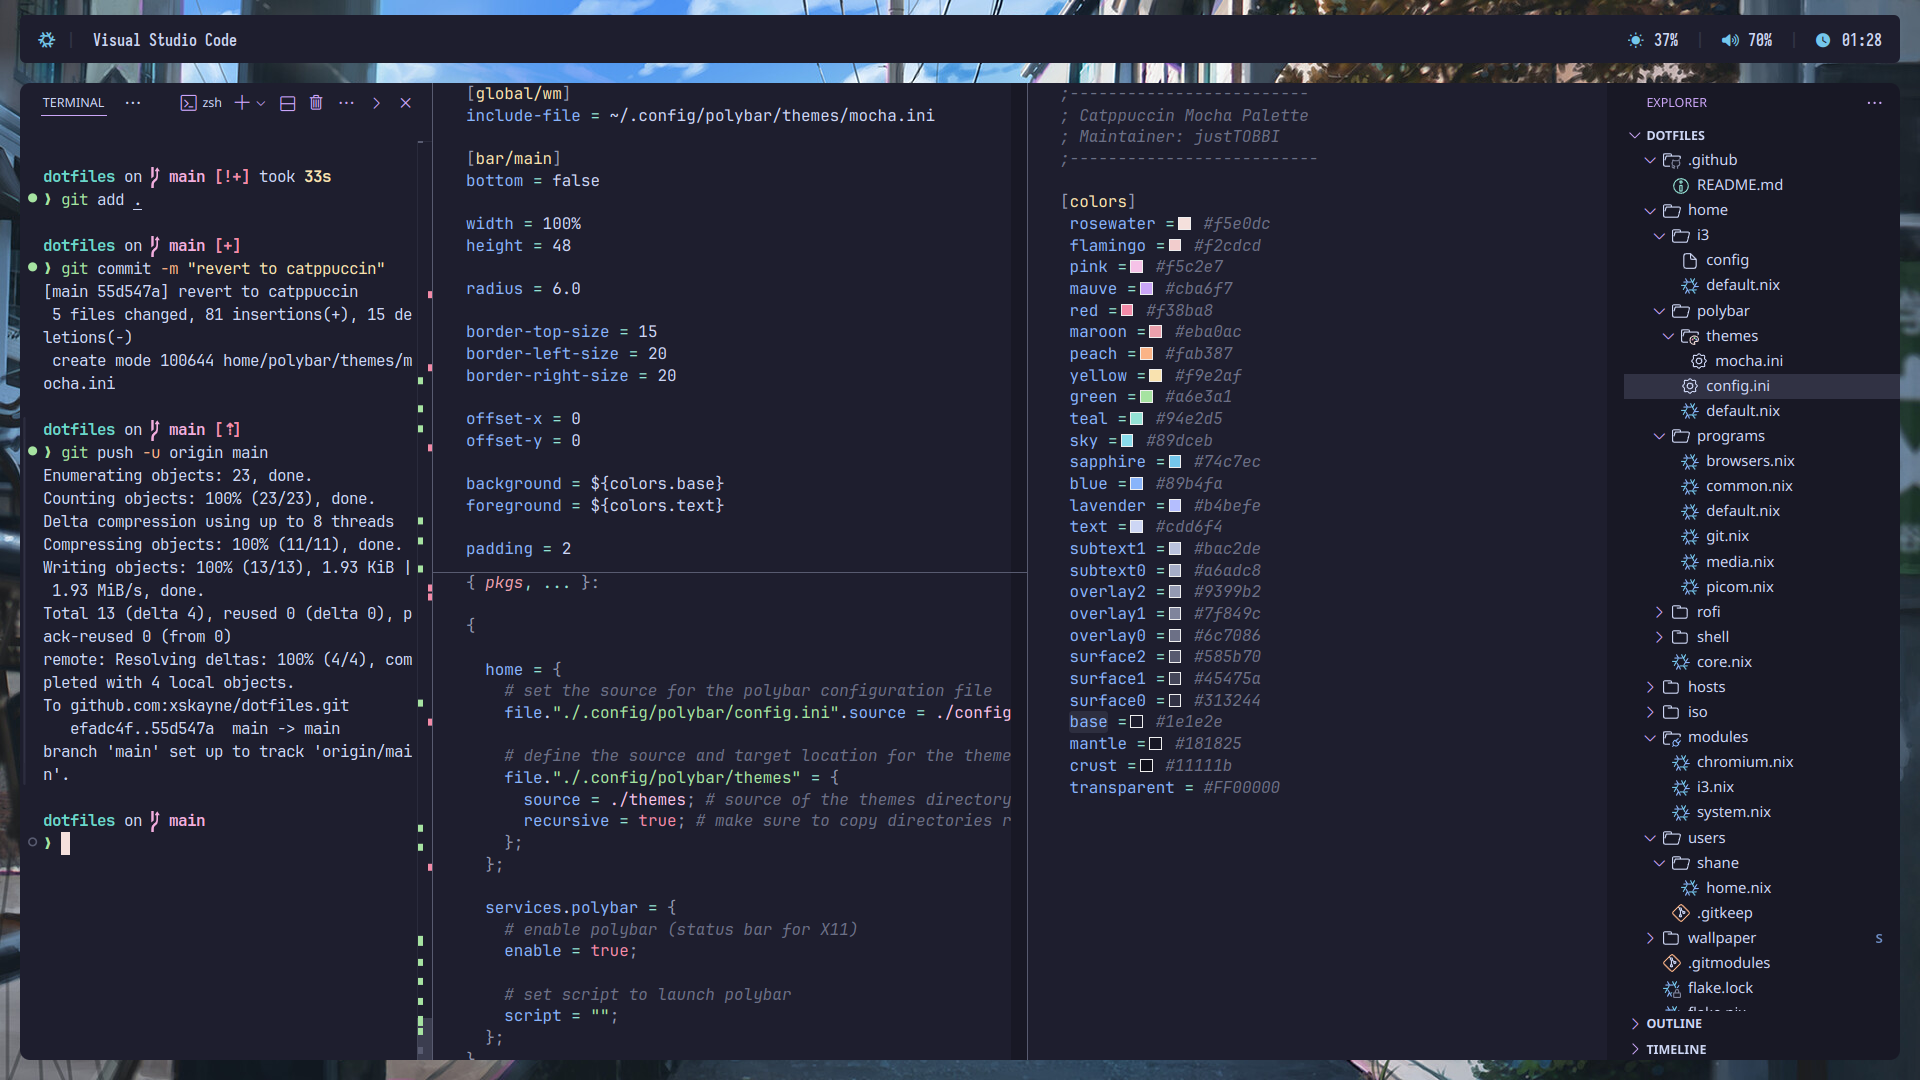 Visual Studio Code
37%
70%
01:28
TERMINAL
zsh
dotfiles on main [!+] took 33s
❯ git add .
dotfiles on main [+]
❯ git commit -m "revert to catppuccin"
[main 55d547a] revert to catppuccin
5 files changed, 81 insertions(+), 15 de
letions(-)
create mode 100644 home/polybar/themes/m
ocha.ini
dotfiles on main [⇡]
❯ git push -u origin main
Enumerating objects: 23, done.
Counting objects: 100% (23/23), done.
Delta compression using up to 8 threads
Compressing objects: 100% (11/11), done.
Writing objects: 100% (13/13), 1.93 KiB |
1.93 MiB/s, done.
Total 13 (delta 4), reused 0 (delta 0), p
ack-reused 0 (from 0)
remote: Resolving deltas: 100% (4/4), com
pleted with 4 local objects.
To github.com:xskayne/dotfiles.git
efadc4f..55d547a main -> main
branch 'main' set up to track 'origin/mai
n'.
dotfiles on main
❯
[global/wm]
include-file = ~/.config/polybar/themes/mocha.ini
[bar/main]
bottom = false
width = 100%
height = 48
radius = 6.0
border-top-size = 15
border-left-size = 20
border-right-size = 20
offset-x = 0
offset-y = 0
background = ${colors.base}
foreground = ${colors.text}
padding = 2
{ pkgs, ... }:
{
home = {
# set the source for the polybar configuration file
file."./.config/polybar/config.ini".source = ./config
# define the source and target location for the theme
file."./.config/polybar/themes" = {
source = ./themes; # source of the themes directory
recursive = true; # make sure to copy directories r
};
};
services.polybar = {
# enable polybar (status bar for X11)
enable = true;
# set script to launch polybar
script = "";
};
}
;-------------------------
; Catppuccin Mocha Palette
; Maintainer: justTOBBI
;--------------------------
[colors]
rosewater = #f5e0dc
flamingo = #f2cdcd
pink = #f5c2e7
mauve = #cba6f7
red = #f38ba8
maroon = #eba0ac
peach = #fab387
yellow = #f9e2af
green = #a6e3a1
teal = #94e2d5
sky = #89dceb
sapphire = #74c7ec
blue = #89b4fa
lavender = #b4befe
text = #cdd6f4
subtext1 = #bac2de
subtext0 = #a6adc8
overlay2 = #9399b2
overlay1 = #7f849c
overlay0 = #6c7086
surface2 = #585b70
surface1 = #45475a
surface0 = #313244
base = #1e1e2e
mantle = #181825
crust = #11111b
transparent = #FF00000
EXPLORER
DOTFILES
.github
README.md
home
i3
config
default.nix
polybar
themes
mocha.ini
config.ini
default.nix
programs
browsers.nix
common.nix
default.nix
git.nix
media.nix
picom.nix
rofi
shell
core.nix
hosts
iso
modules
chromium.nix
i3.nix
system.nix
users
shane
home.nix
.gitkeep
wallpaper S
.gitmodules
flake.lock
flake.nix
OUTLINE
TIMELINE